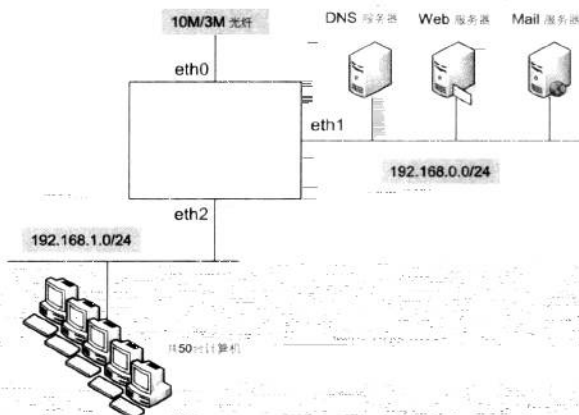 10M/3M 光纤
DNS 服务器
Web 服务器
Mail 服务器
eth0
eth1
192.168.0.0/24
eth2
192.168.1.0/24
共50台计算机